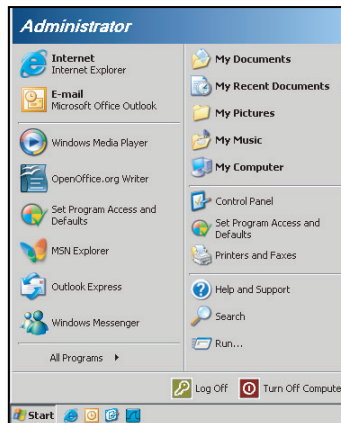 Administrator
Internet
Internet Explorer
E-mail
Microsoft Office Outlook
Windows Media Player
OpenOffice.org Writer
Set Program Access and
Defaults
MSN Explorer
Outlook Express
Windows Messenger
All Programs
My Documents
My Recent Documents
My Pictures
My Music
My Computer
Control Panel
Set Program Access and
Defaults
Printers and Faxes
Help and Support
Search
Run...
Log Off
Turn Off Compute
Start